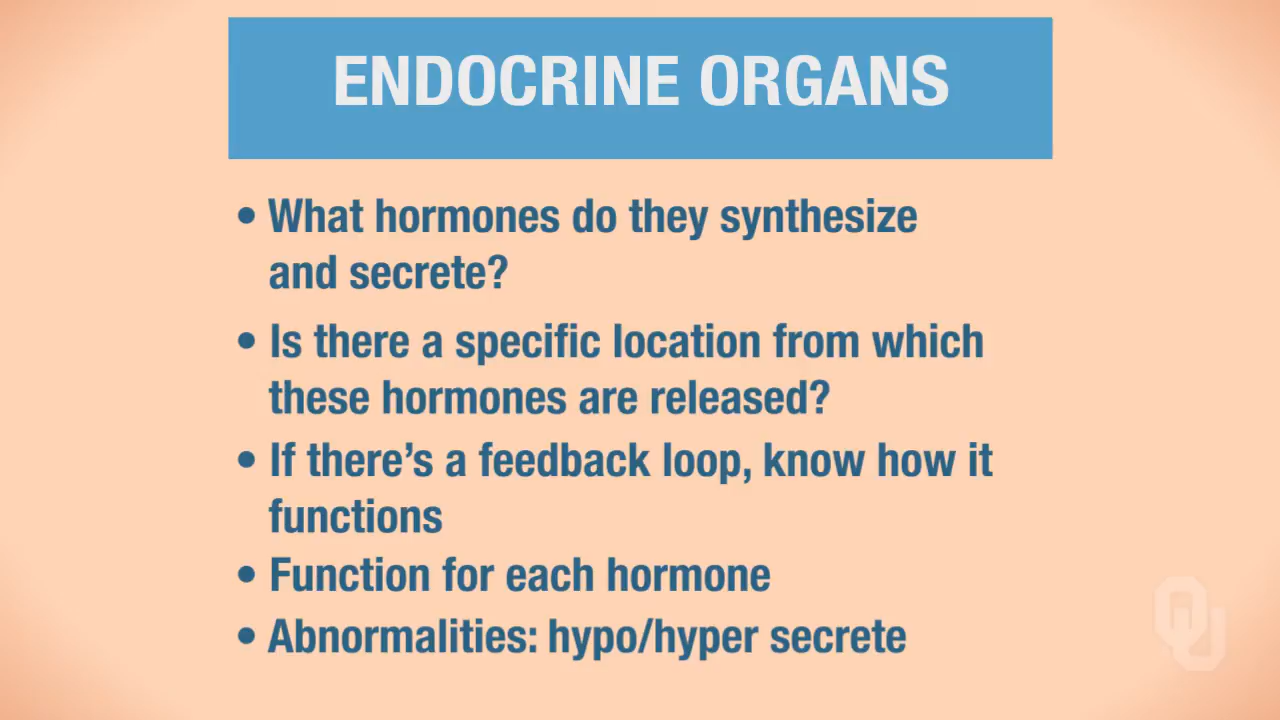 ENDOCRINE ORGANS
• What hormones do they synthesize
and secrete?
• Is there a specific location from which
these hormones are released?
• If there’s a feedback loop, know how it
functions
• Function for each hormone
• Abnormalities: hypo/hyper secrete
OU